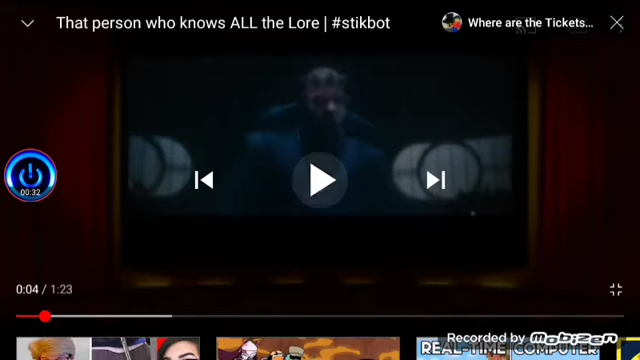 That person who knows ALL the Lore | #stikbot
Where are the Tickets...
00:32
0:04 / 1:23
REAL-TIME COMPUTER
Recorded by Mobizen